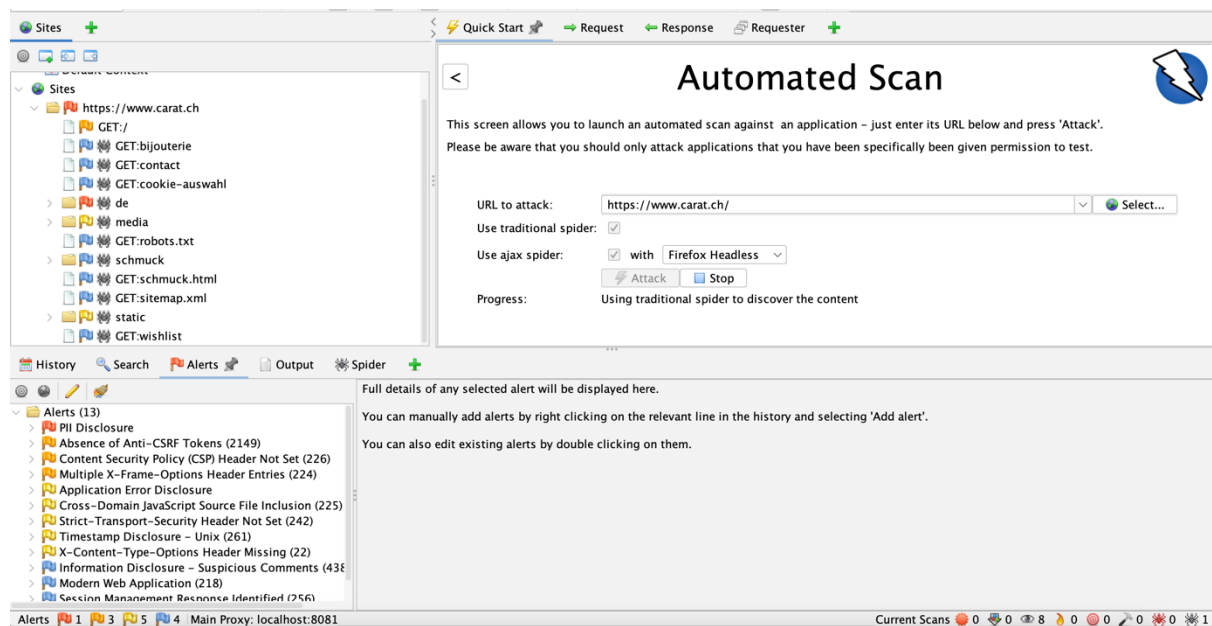 Sites
Quick Start
Request
Response
Requester
Default Context
Sites
https://www.carat.ch
GET:/
GET:bijouterie
GET:contact
GET:cookie-auswahl
de
media
GET:robots.txt
schmuck
GET:schmuck.html
GET:sitemap.xml
static
GET:wishlist
<
Automated Scan
This screen allows you to launch an automated scan against an application – just enter its URL below and press 'Attack'.
Please be aware that you should only attack applications that you have been specifically been given permission to test.
URL to attack: https://www.carat.ch/ Select...
Use traditional spider:
Use ajax spider: with Firefox Headless
Attack Stop
Progress: Using traditional spider to discover the content
History Search Alerts Output Spider
Alerts (13)
PII Disclosure
Absence of Anti-CSRF Tokens (2149)
Content Security Policy (CSP) Header Not Set (226)
Multiple X-Frame-Options Header Entries (224)
Application Error Disclosure
Cross-Domain JavaScript Source File Inclusion (225)
Strict-Transport-Security Header Not Set (242)
Timestamp Disclosure - Unix (261)
X-Content-Type-Options Header Missing (22)
Information Disclosure - Suspicious Comments (438
Modern Web Application (218)
Session Management Response Identified (256)
Full details of any selected alert will be displayed here.
You can manually add alerts by right clicking on the relevant line in the history and selecting 'Add alert'.
You can also edit existing alerts by double clicking on them.
Alerts 1 3 5 4 Main Proxy: localhost:8081
Current Scans 0 0 8 0 0 0 0 1